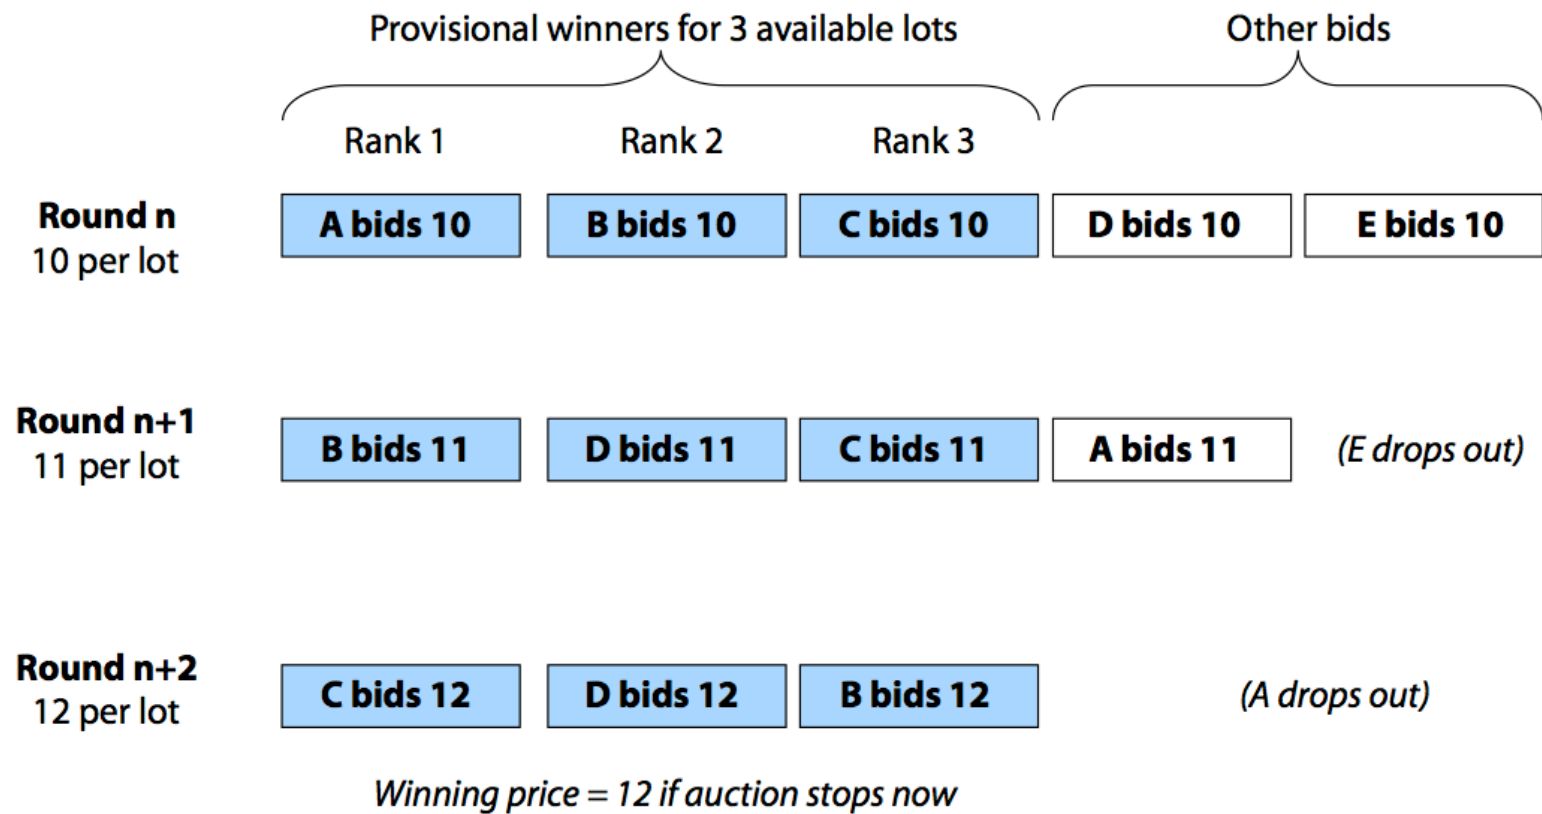 Provisional winners for 3 available lots
Other bids
Rank 1
Rank 2
Rank 3
Round n
10 per lot
A bids 10
B bids 10
C bids 10
D bids 10
E bids 10
Round n+1
11 per lot
B bids 11
D bids 11
C bids 11
A bids 11
(E drops out)
Round n+2
12 per lot
C bids 12
D bids 12
B bids 12
(A drops out)
Winning price = 12 if auction stops now